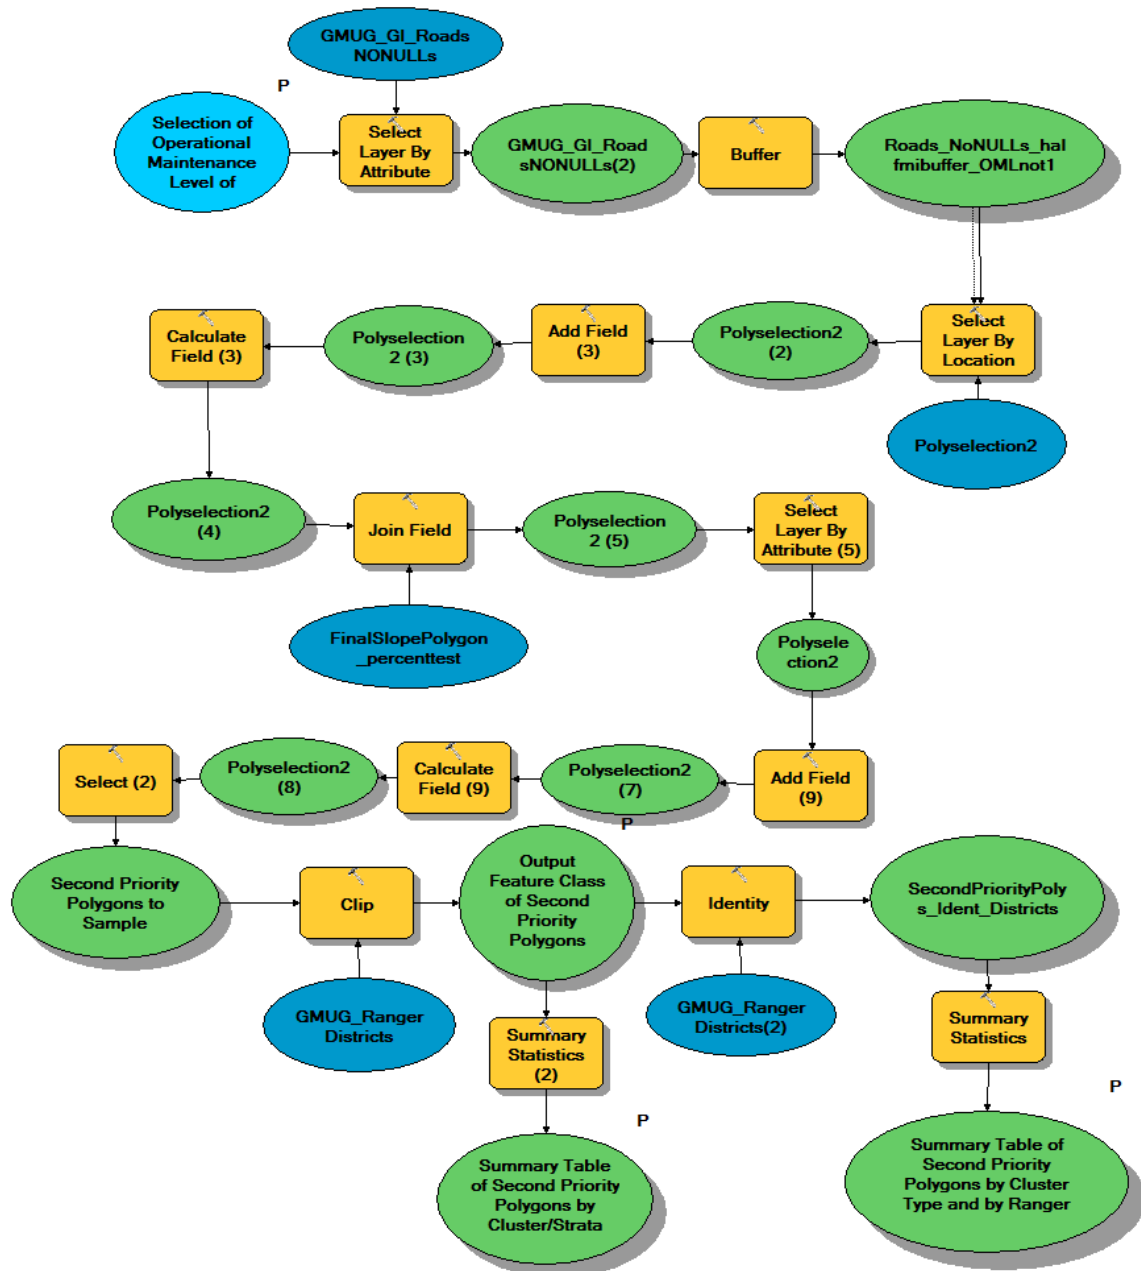 GMUG_GI_Roads
NONULLs
P
Selection of
Operational
Maintenance
Level of
Select
Layer By
Attribute
GMUG_GI_Roa
dsNONULLs(2)
Buffer
Roads_NoNULLs_hal
fmibuffer_OMLnot1
Calculate
Field (3)
Polyselection
2 (3)
Add Field
(3)
Polyselection2
(2)
Select
Layer By
Location
Polyselection2
Polyselection2
(4)
Join Field
Polyselection
2 (5)
Select
Layer By
Attribute (5)
FinalSlopePolygon
_percenttest
Polysele
ction2
Select (2)
Polyselection2
(8)
Calculate
Field (9)
Polyselection2
(7)
Add Field
(9)
P
Second Priority
Polygons to
Sample
Clip
Output
Feature Class
of Second
Priority
Polygons
Identity
SecondPriorityPoly
s_Ident_Districts
GMUG_Ranger
Districts
GMUG_Ranger
Districts(2)
Summary
Statistics
(2)
Summary
Statistics
P
P
Summary Table
of Second Priority
Polygons by
Cluster/Strata
Summary Table of
Second Priority
Polygons by Cluster
Type and by Ranger